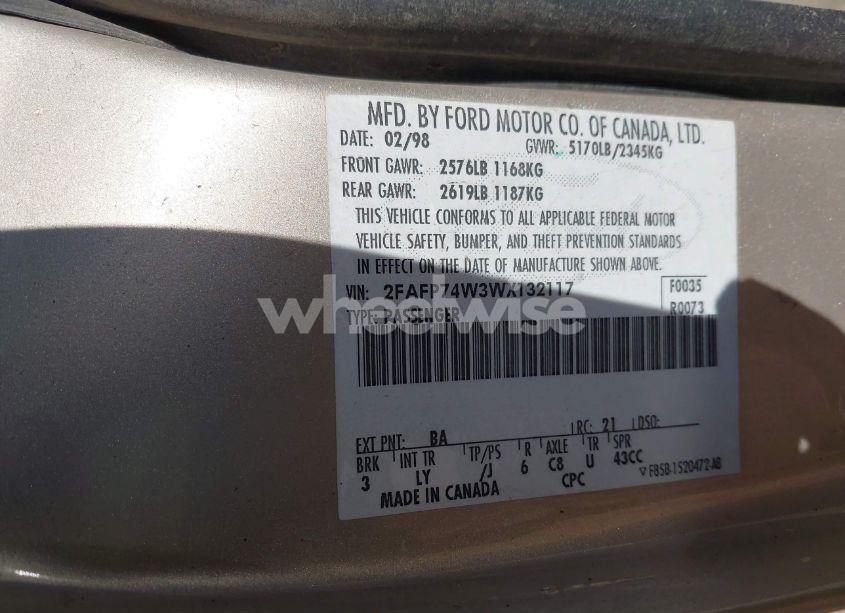 MFD. BY FORD MOTOR CO. OF CANADA, LTD.
DATE: 02/98 GVWR: 5170LB/2345KG
FRONT GAWR: 2576LB 1168KG
REAR GAWR: 2619LB 1187KG
THIS VEHICLE CONFORMS TO ALL APPLICABLE FEDERAL MOTOR
VEHICLE SAFETY, BUMPER, AND THEFT PREVENTION STANDARDS
IN EFFECT ON THE DATE OF MANUFACTURE SHOWN ABOVE.
VIN: 2FAFP74W3WX132117 F0035
TYPE: PASSENGER R0073
wheelwise
EXT PNT: BA RC: 21 DSO:
BRK INT TR TP/PS R AXLE TR SPR
3 LY /J 6 C8 U 43CC
MADE IN CANADA CPC F85B-1520472-AB